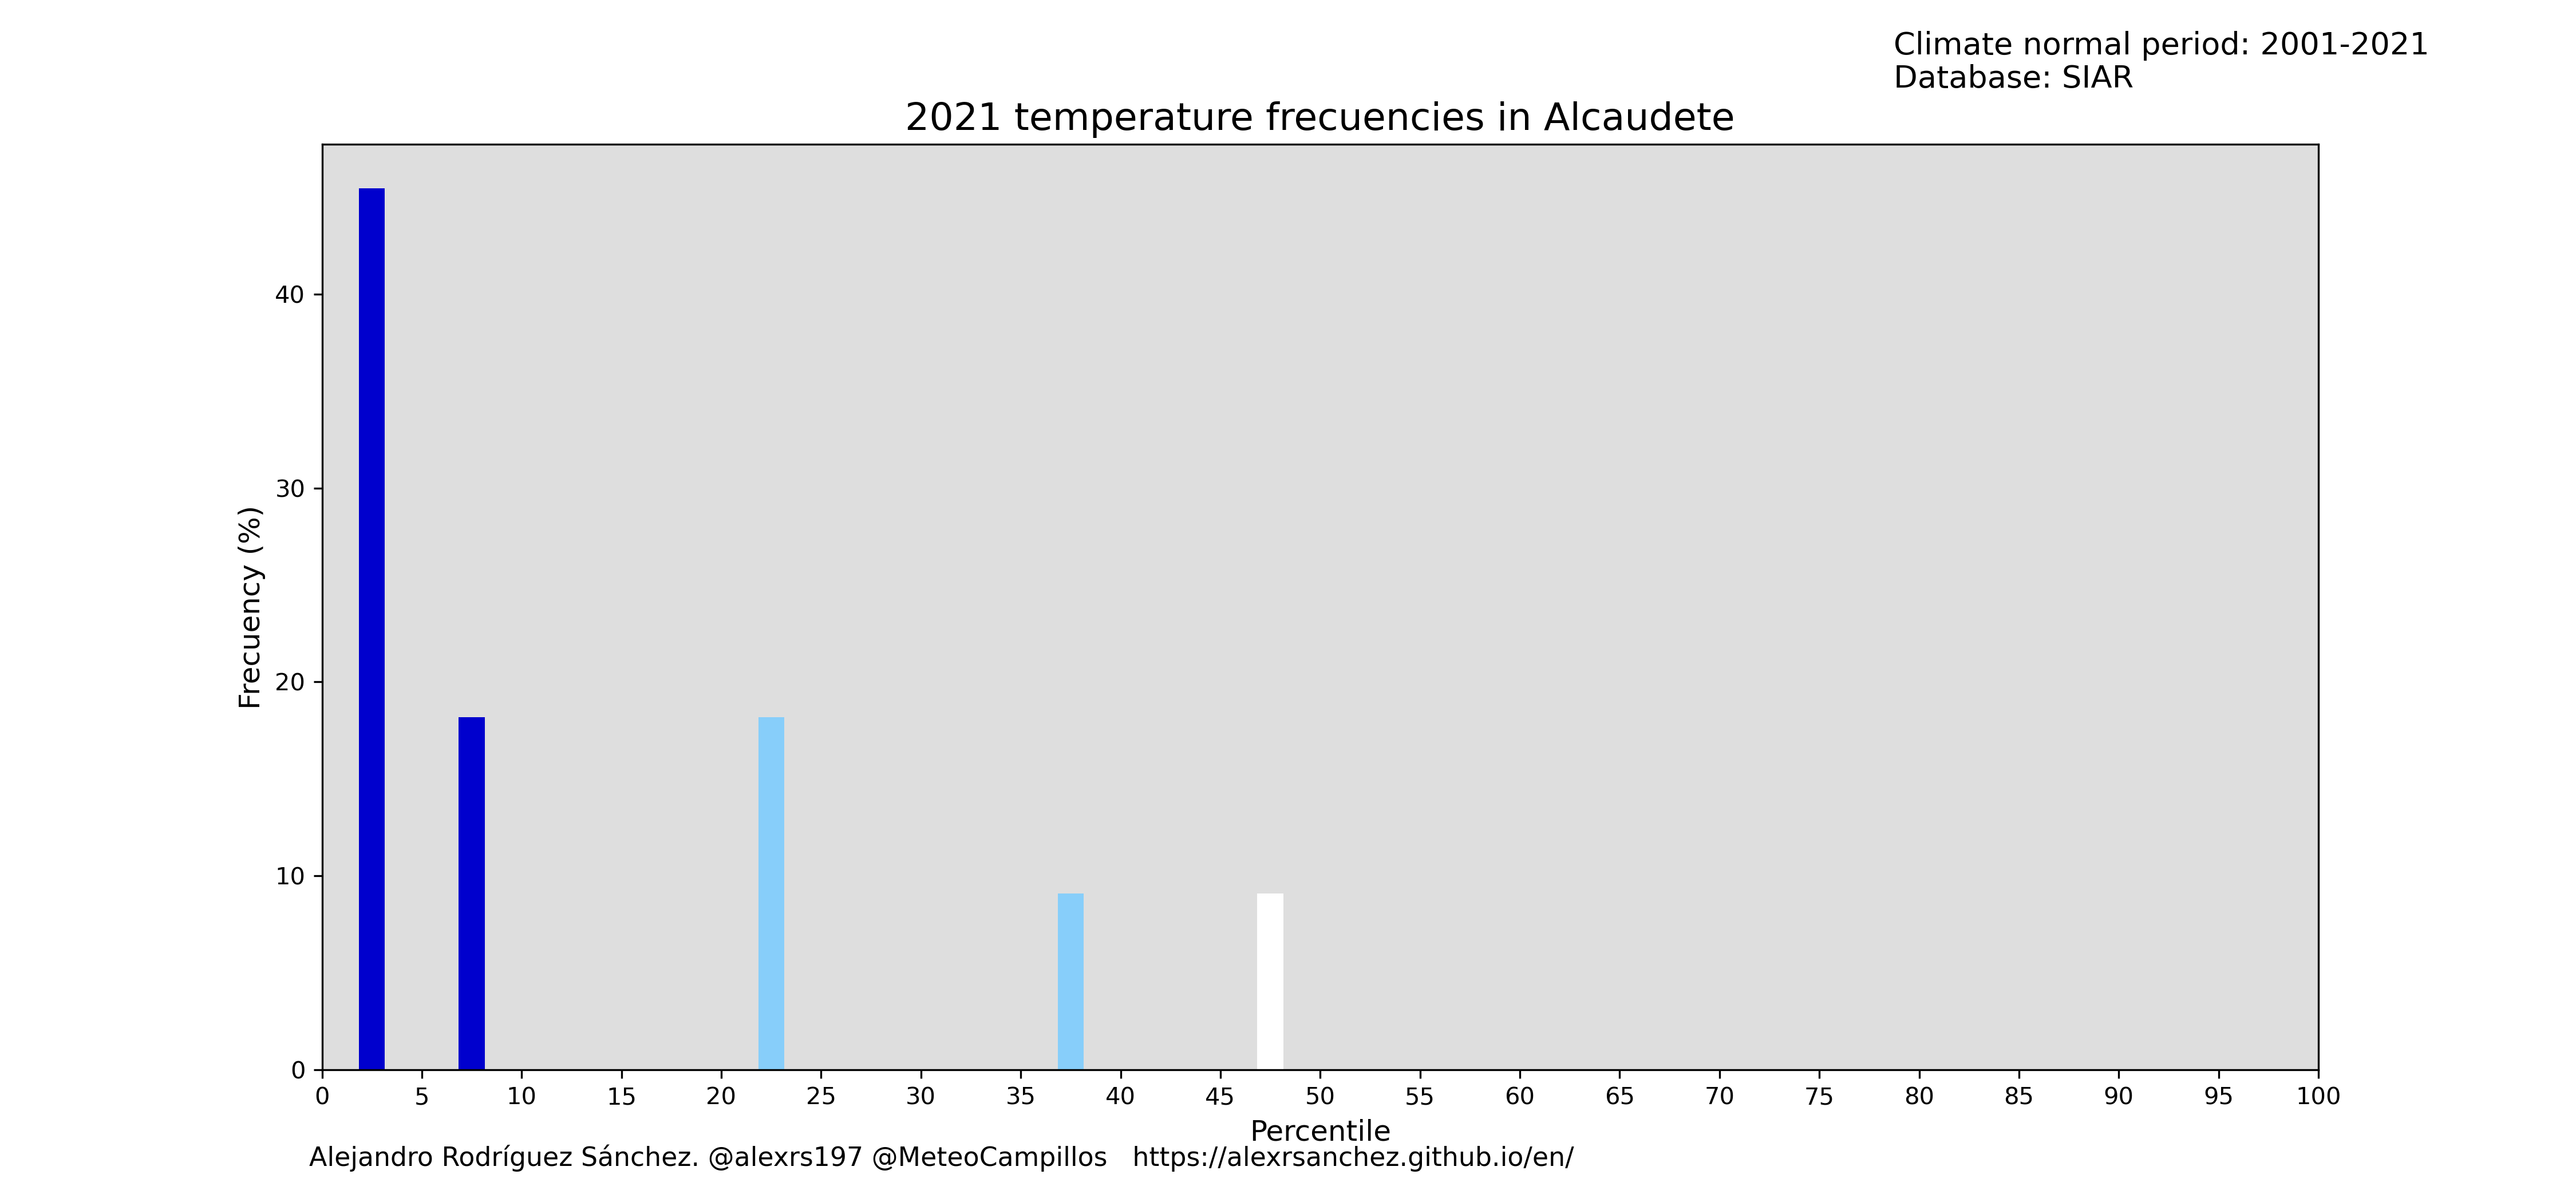 Climate normal period: 2001-2021
Database: SIAR
2021 temperature frecuencies in Alcaudete
Frecuency (%)
40
30
20
10
0
0 5 10 15 20 25 30 35 40 45 50 55 60 65 70 75 80 85 90 95 100
Percentile
Alejandro Rodríguez Sánchez. @alexrs197 @MeteoCampillos https://alexrsanchez.github.io/en/